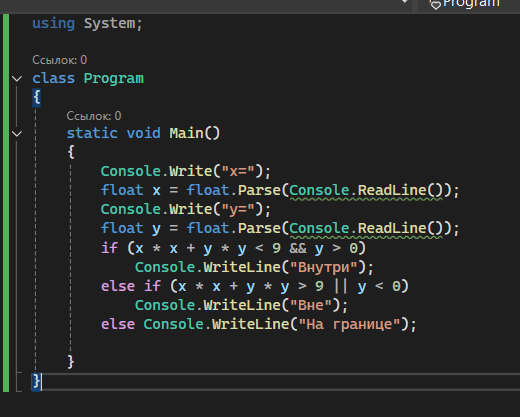 Program
using System;
Ссылок: 0
class Program
{
Ссылок: 0
static void Main()
{
Console.Write("x=");
float x = float.Parse(Console.ReadLine());
Console.Write("y=");
float y = float.Parse(Console.ReadLine());
if (x * x + y * y < 9 && y > 0)
Console.WriteLine("Внутри");
else if (x * x + y * y > 9 || y < 0)
Console.WriteLine("Вне");
else Console.WriteLine("На границе");
}
}